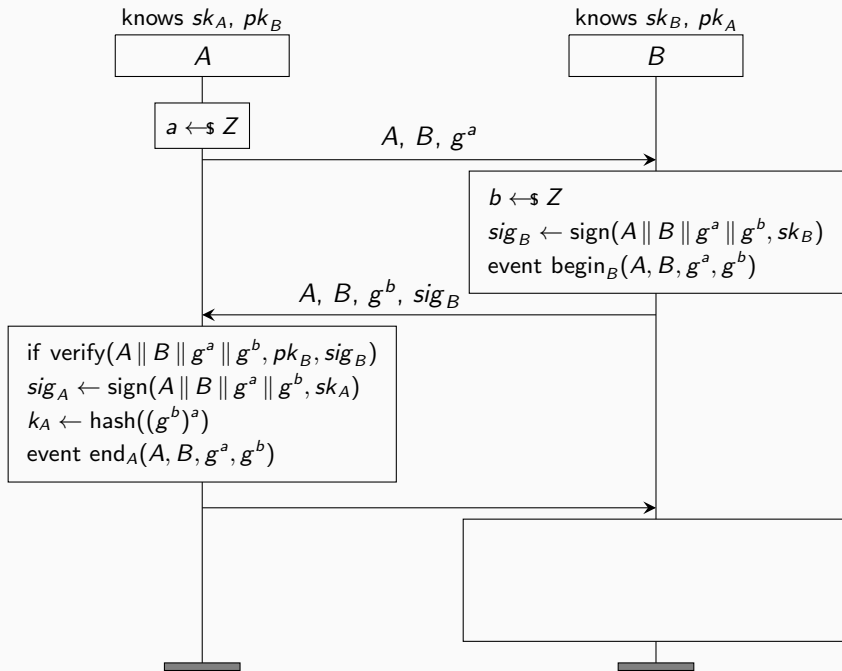 knows sk_A, pk_B
knows sk_B, pk_A
A
B
a ←$ Z
A, B, g^a
b ←$ Z
sig_B ← sign(A ∥ B ∥ g^a ∥ g^b, sk_B)
event begin_B(A, B, g^a, g^b)
A, B, g^b, sig_B
if verify(A ∥ B ∥ g^a ∥ g^b, pk_B, sig_B)
sig_A ← sign(A ∥ B ∥ g^a ∥ g^b, sk_A)
k_A ← hash((g^b)^a)
event end_A(A, B, g^a, g^b)